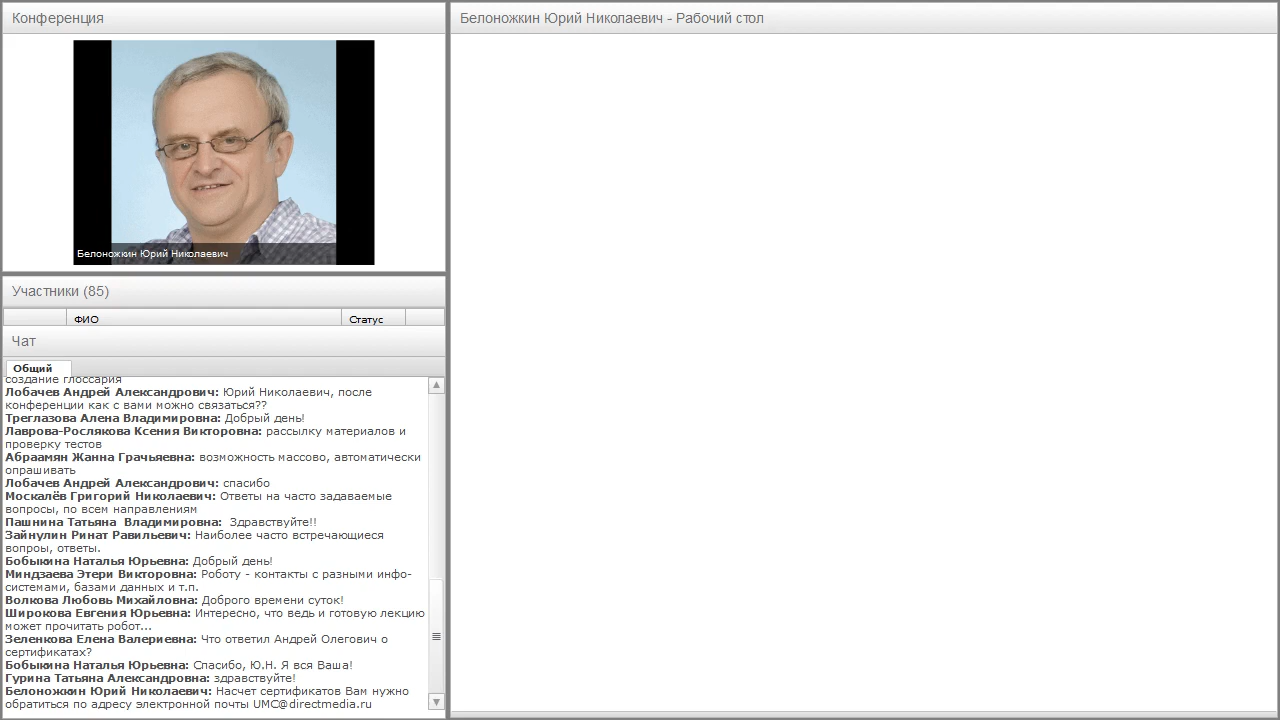 Конференция
Белоножкин Юрий Николаевич - Рабочий стол
Белоножкин Юрий Николаевич
Участники (85)
ФИО
Статус
Чат
Общий
создание глоссария
Лобачев Андрей Александрович: Юрий Николаевич, после
конференции как с вами можно связаться??
Треглазова Алена Владимировна: Добрый день!
Лаврова-Рослякова Ксения Викторовна: рассылку материалов и
проверку тестов
Абраамян Жанна Грачьяевна: возможность массово, автоматически
опрашивать
Лобачев Андрей Александрович: спасибо
Москалёв Григорий Николаевич: Ответы на часто задаваемые
вопросы, по всем направлениям
Пашнина Татьяна  Владимировна:  Здравствуйте!!
Зайнулин Ринат Равильевич: Наиболее часто встречающиеся
вопроы, ответы.
Бобыкина Наталья Юрьевна: Добрый день!
Миндзаева Этери Викторовна: Роботу - контакты с разными инфо-
системами, базами данных и т.п.
Волкова Любовь Михайловна: Доброго времени суток!
Широкова Евгения Юрьевна: Интересно, что ведь и готовую лекцию
может прочитать робот...
Зеленкова Елена Валериевна: Что ответил Андрей Олегович о
сертификатах?
Бобыкина Наталья Юрьевна: Спасибо, Ю.Н. Я вся Ваша!
Гурина Татьяна Александровна: здравствуйте!
Белоножкин Юрий Николаевич: Насчет сертификатов Вам нужно
обратиться по адресу электронной почты UMC@directmedia.ru